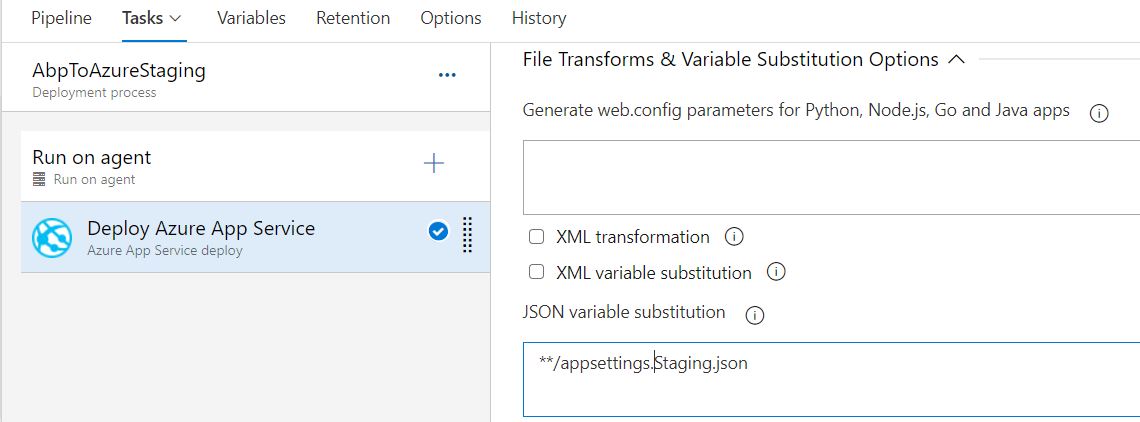 Pipeline Tasks Variables Retention Options History
AbpToAzureStaging
Deployment process
Run on agent
Run on agent
Deploy Azure App Service
Azure App Service deploy
File Transforms & Variable Substitution Options
Generate web.config parameters for Python, Node.js, Go and Java apps
XML transformation
XML variable substitution
JSON variable substitution
**/appsettings.Staging.json